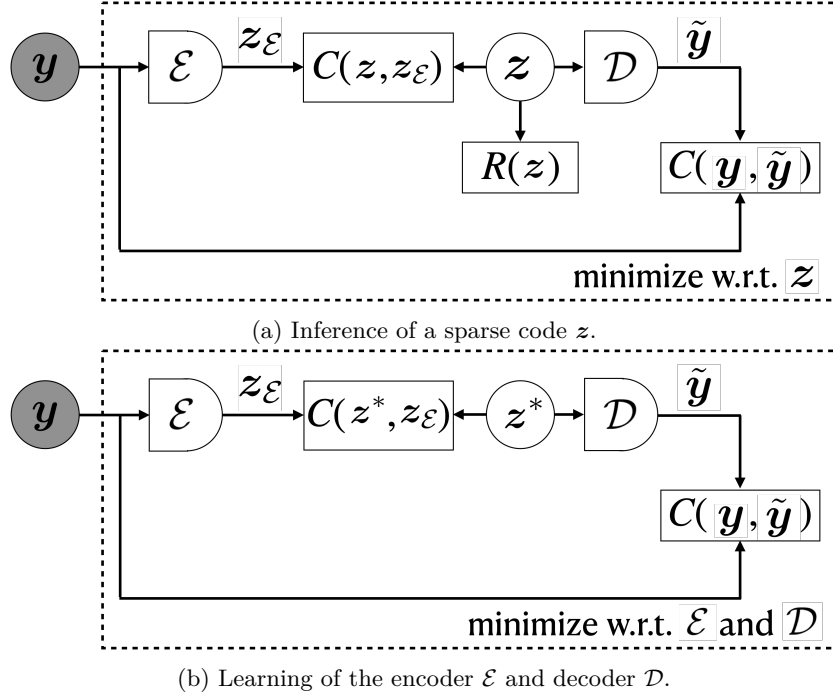 y ℰ z_ℰ C(z,z_ℰ) z 𝒟 ỹ
R(z) C(y,ỹ)
minimize w.r.t. z
(a) Inference of a sparse code z.
y ℰ z_ℰ C(z*,z_ℰ) z* 𝒟 ỹ
C(y,ỹ)
minimize w.r.t. ℰ and 𝒟
(b) Learning of the encoder ℰ and decoder 𝒟.